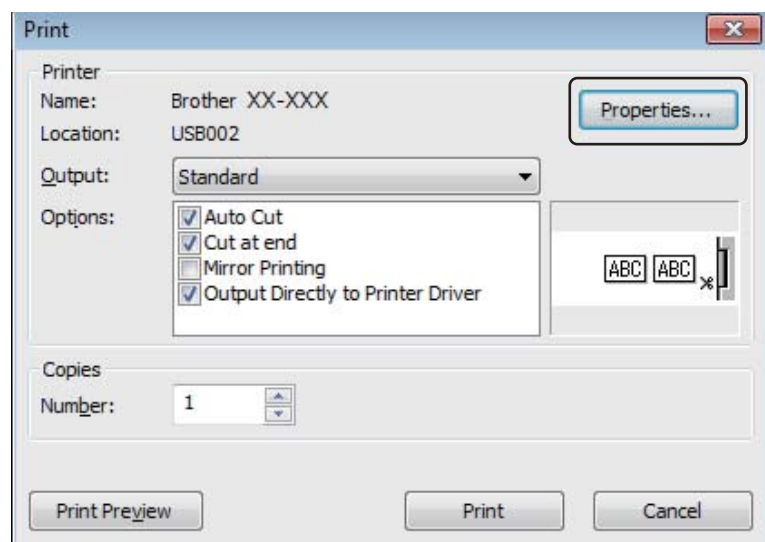 Print
Printer
Name: Brother XX-XXX
Properties...
Location: USB002
Output: Standard
Options:
Auto Cut
Cut at end
Mirror Printing
Output Directly to Printer Driver
ABC ABC
Copies
Number: 1
Print Preview Print Cancel